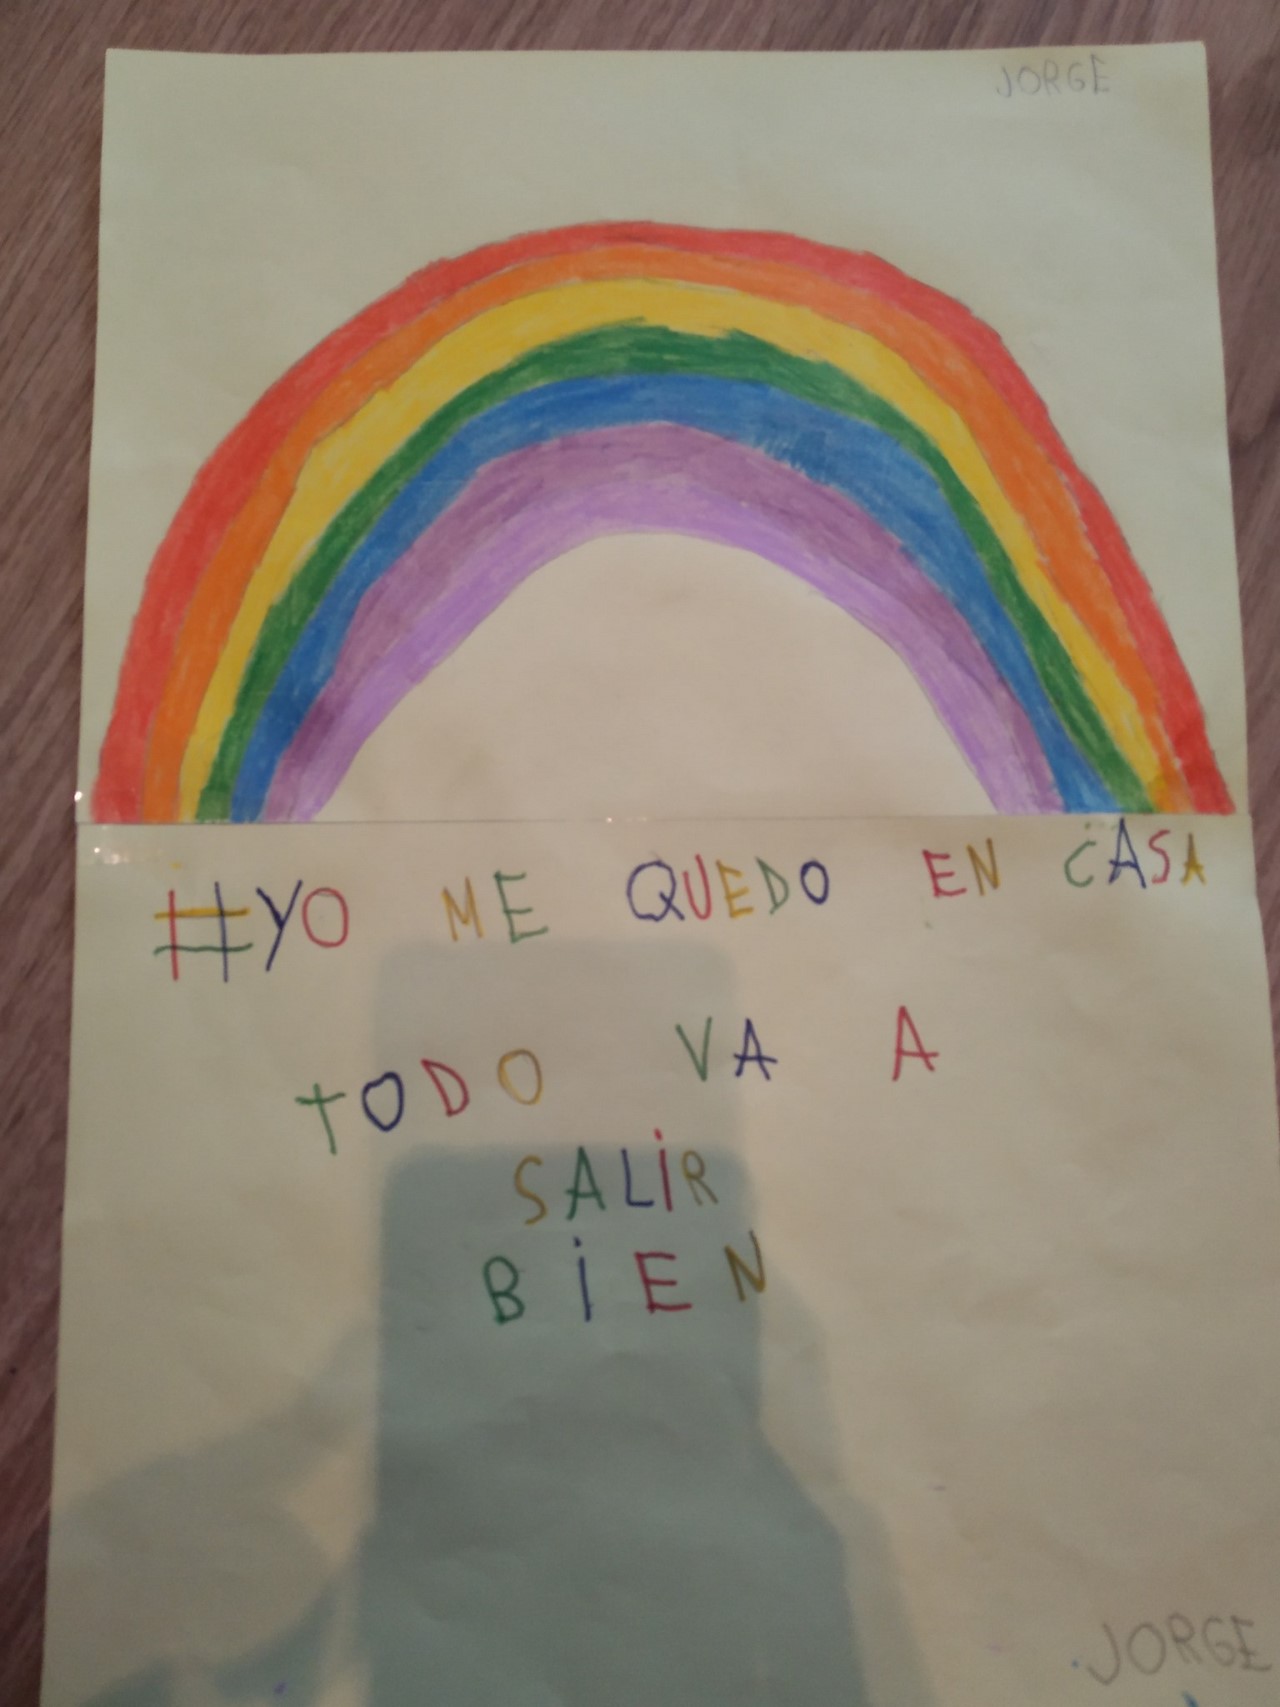 JORGE
#YO ME QUEDO EN CASA
TODO VA A
SALIR
BIEN
JORGE